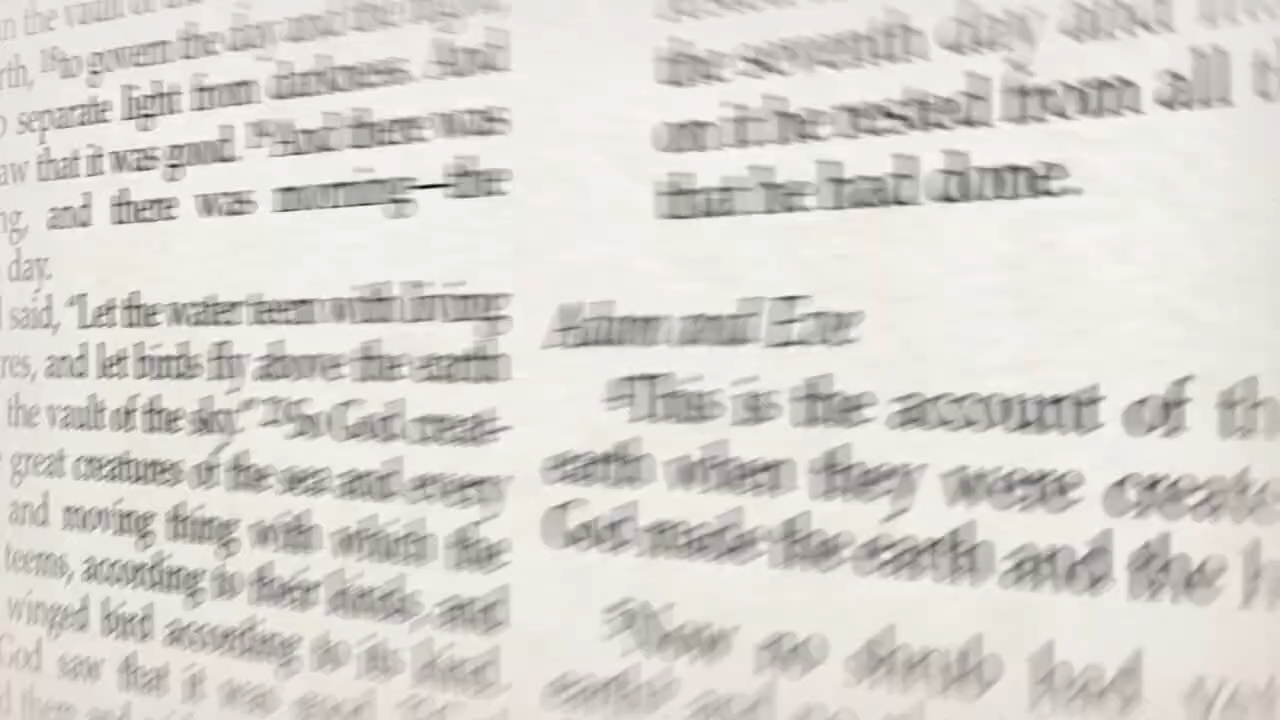 in the vault of the
rth, ¹⁸to govern the day and the night,
o separate light from darkness. And
aw that it was good. ¹⁹And there was
ng, and there was morning—the
day.
said, "Let the water teem with living
res, and let birds fly above the earth
the vault of the sky." ²¹So God creat-
great creatures of the sea and every
and moving thing with which the
teems, according to their kinds, and
winged bird according to its kind.
God saw that it was good.
the seventh day
on it he rested from all
that he had done.
Adam and Eve
⁴This is the account of th
earth when they were create
God made the earth and the h
⁵Now no shrub had yet
earth and no